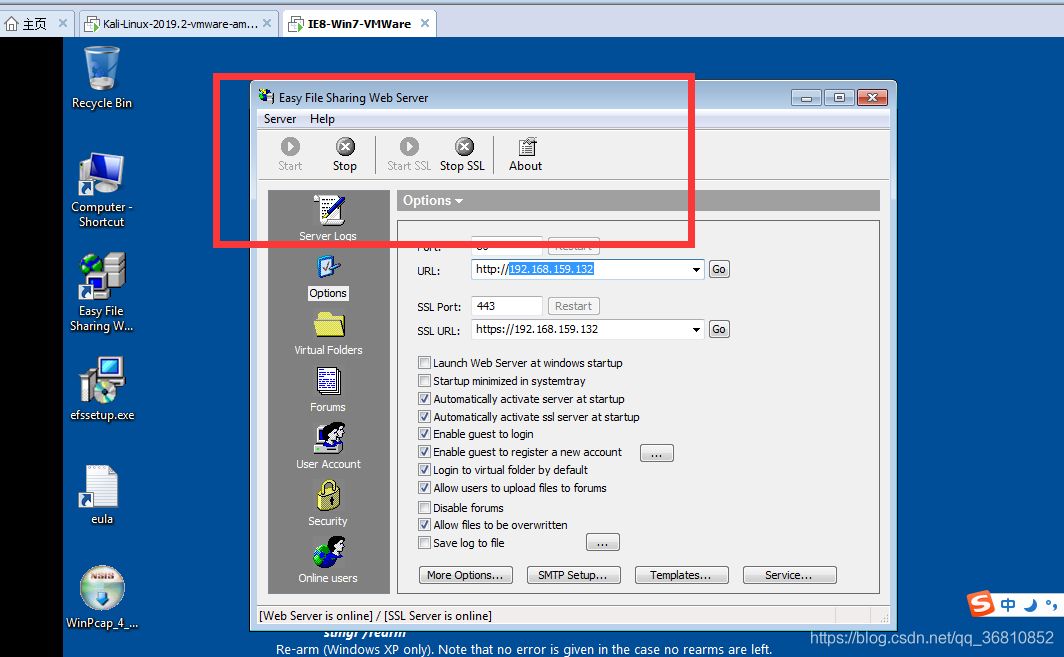 主页
Kali-Linux-2019.2-vmware-am...
IE8-Win7-VMWare
Recycle Bin
Computer -
Shortcut
Easy File
Sharing W...
efssetup.exe
eula
WinPcap_4_...
Easy File Sharing Web Server
Server Help
Start Stop Start SSL Stop SSL About
Server Logs
Options
Virtual Folders
Forums
User Account
Security
Online users
Options
Port: 80 Restart
URL: http://192.168.159.132 Go
SSL Port: 443 Restart
SSL URL: https://192.168.159.132 Go
Launch Web Server at windows startup
Startup minimized in systemtray
Automatically activate server at startup
Automatically activate ssl server at startup
Enable guest to login
Enable guest to register a new account ...
Login to virtual folder by default
Allow users to upload files to forums
Disable forums
Allow files to be overwritten
Save log to file ...
More Options... SMTP Setup... Templates... Service...
[Web Server is online] / [SSL Server is online]
slmgr /rearm
Re-arm (Windows XP only). Note that no error is given in the case no rearms are left.
S 中
https://blog.csdn.net/qq_36810852